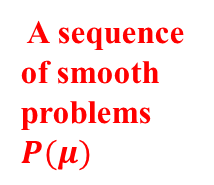 A sequence
of smooth
problems
P(μ)